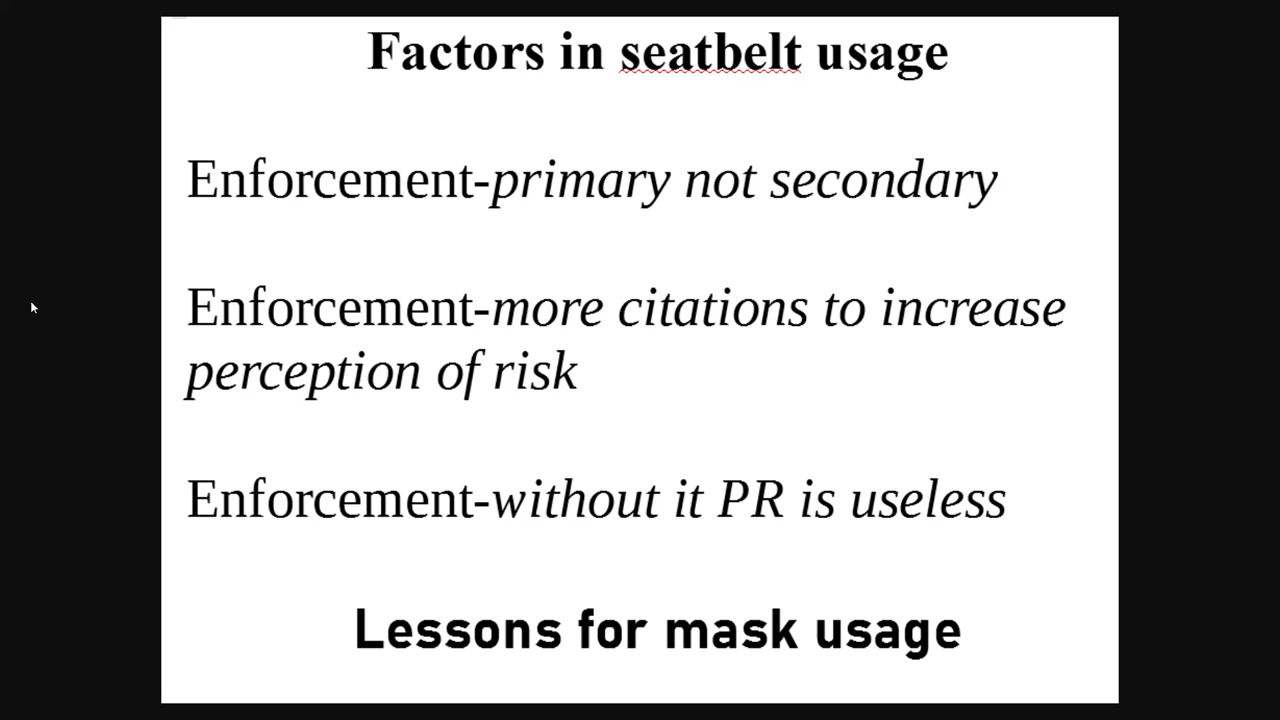 Factors in seatbelt usage
Enforcement-primary not secondary
Enforcement-more citations to increase
perception of risk
Enforcement-without it PR is useless
Lessons for mask usage